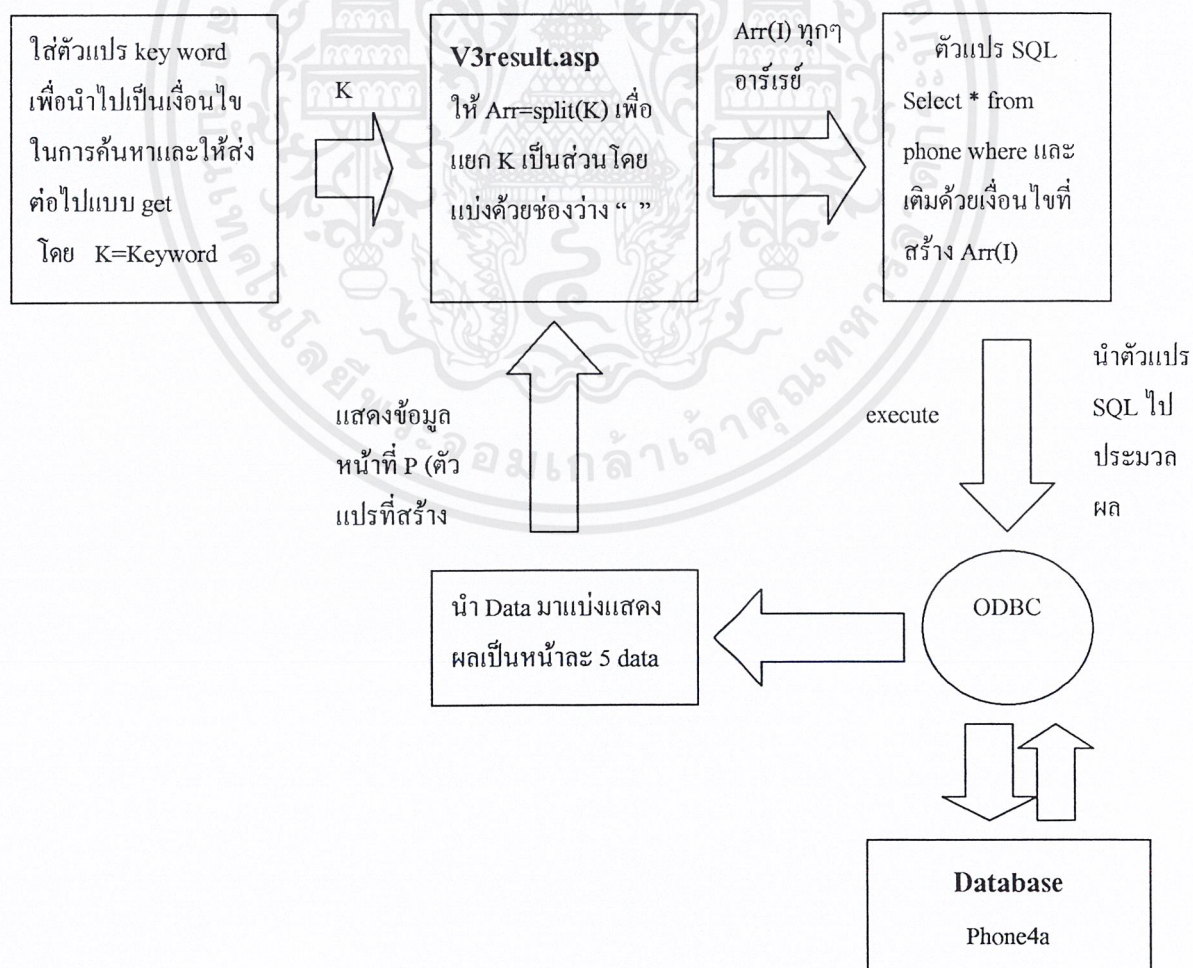 ใส่ตัวแปร key word
เพื่อนำไปเป็นเงื่อนไข
ในการค้นหาและให้ส่ง
ต่อไปแบบ get
โดย K=Keyword
K
V3result.asp
ให้ Arr=split(K) เพื่อ
แยก K เป็นส่วนโดย
แบ่งด้วยช่องว่าง “ ”
Arr(I) ทุกๆ
อาร์เรย์
ตัวแปร SQL
Select * from
phone where และ
เติมด้วยเงื่อนไขที่
สร้าง Arr(I)
แสดงข้อมูล
หน้าที่ P (ตัว
แปรที่สร้าง
execute
นำตัวแปร
SQL ไป
ประมวล
ผล
นำ Data มาแบ่งแสดง
ผลเป็นหน้าละ 5 data
ODBC
Database
Phone4a